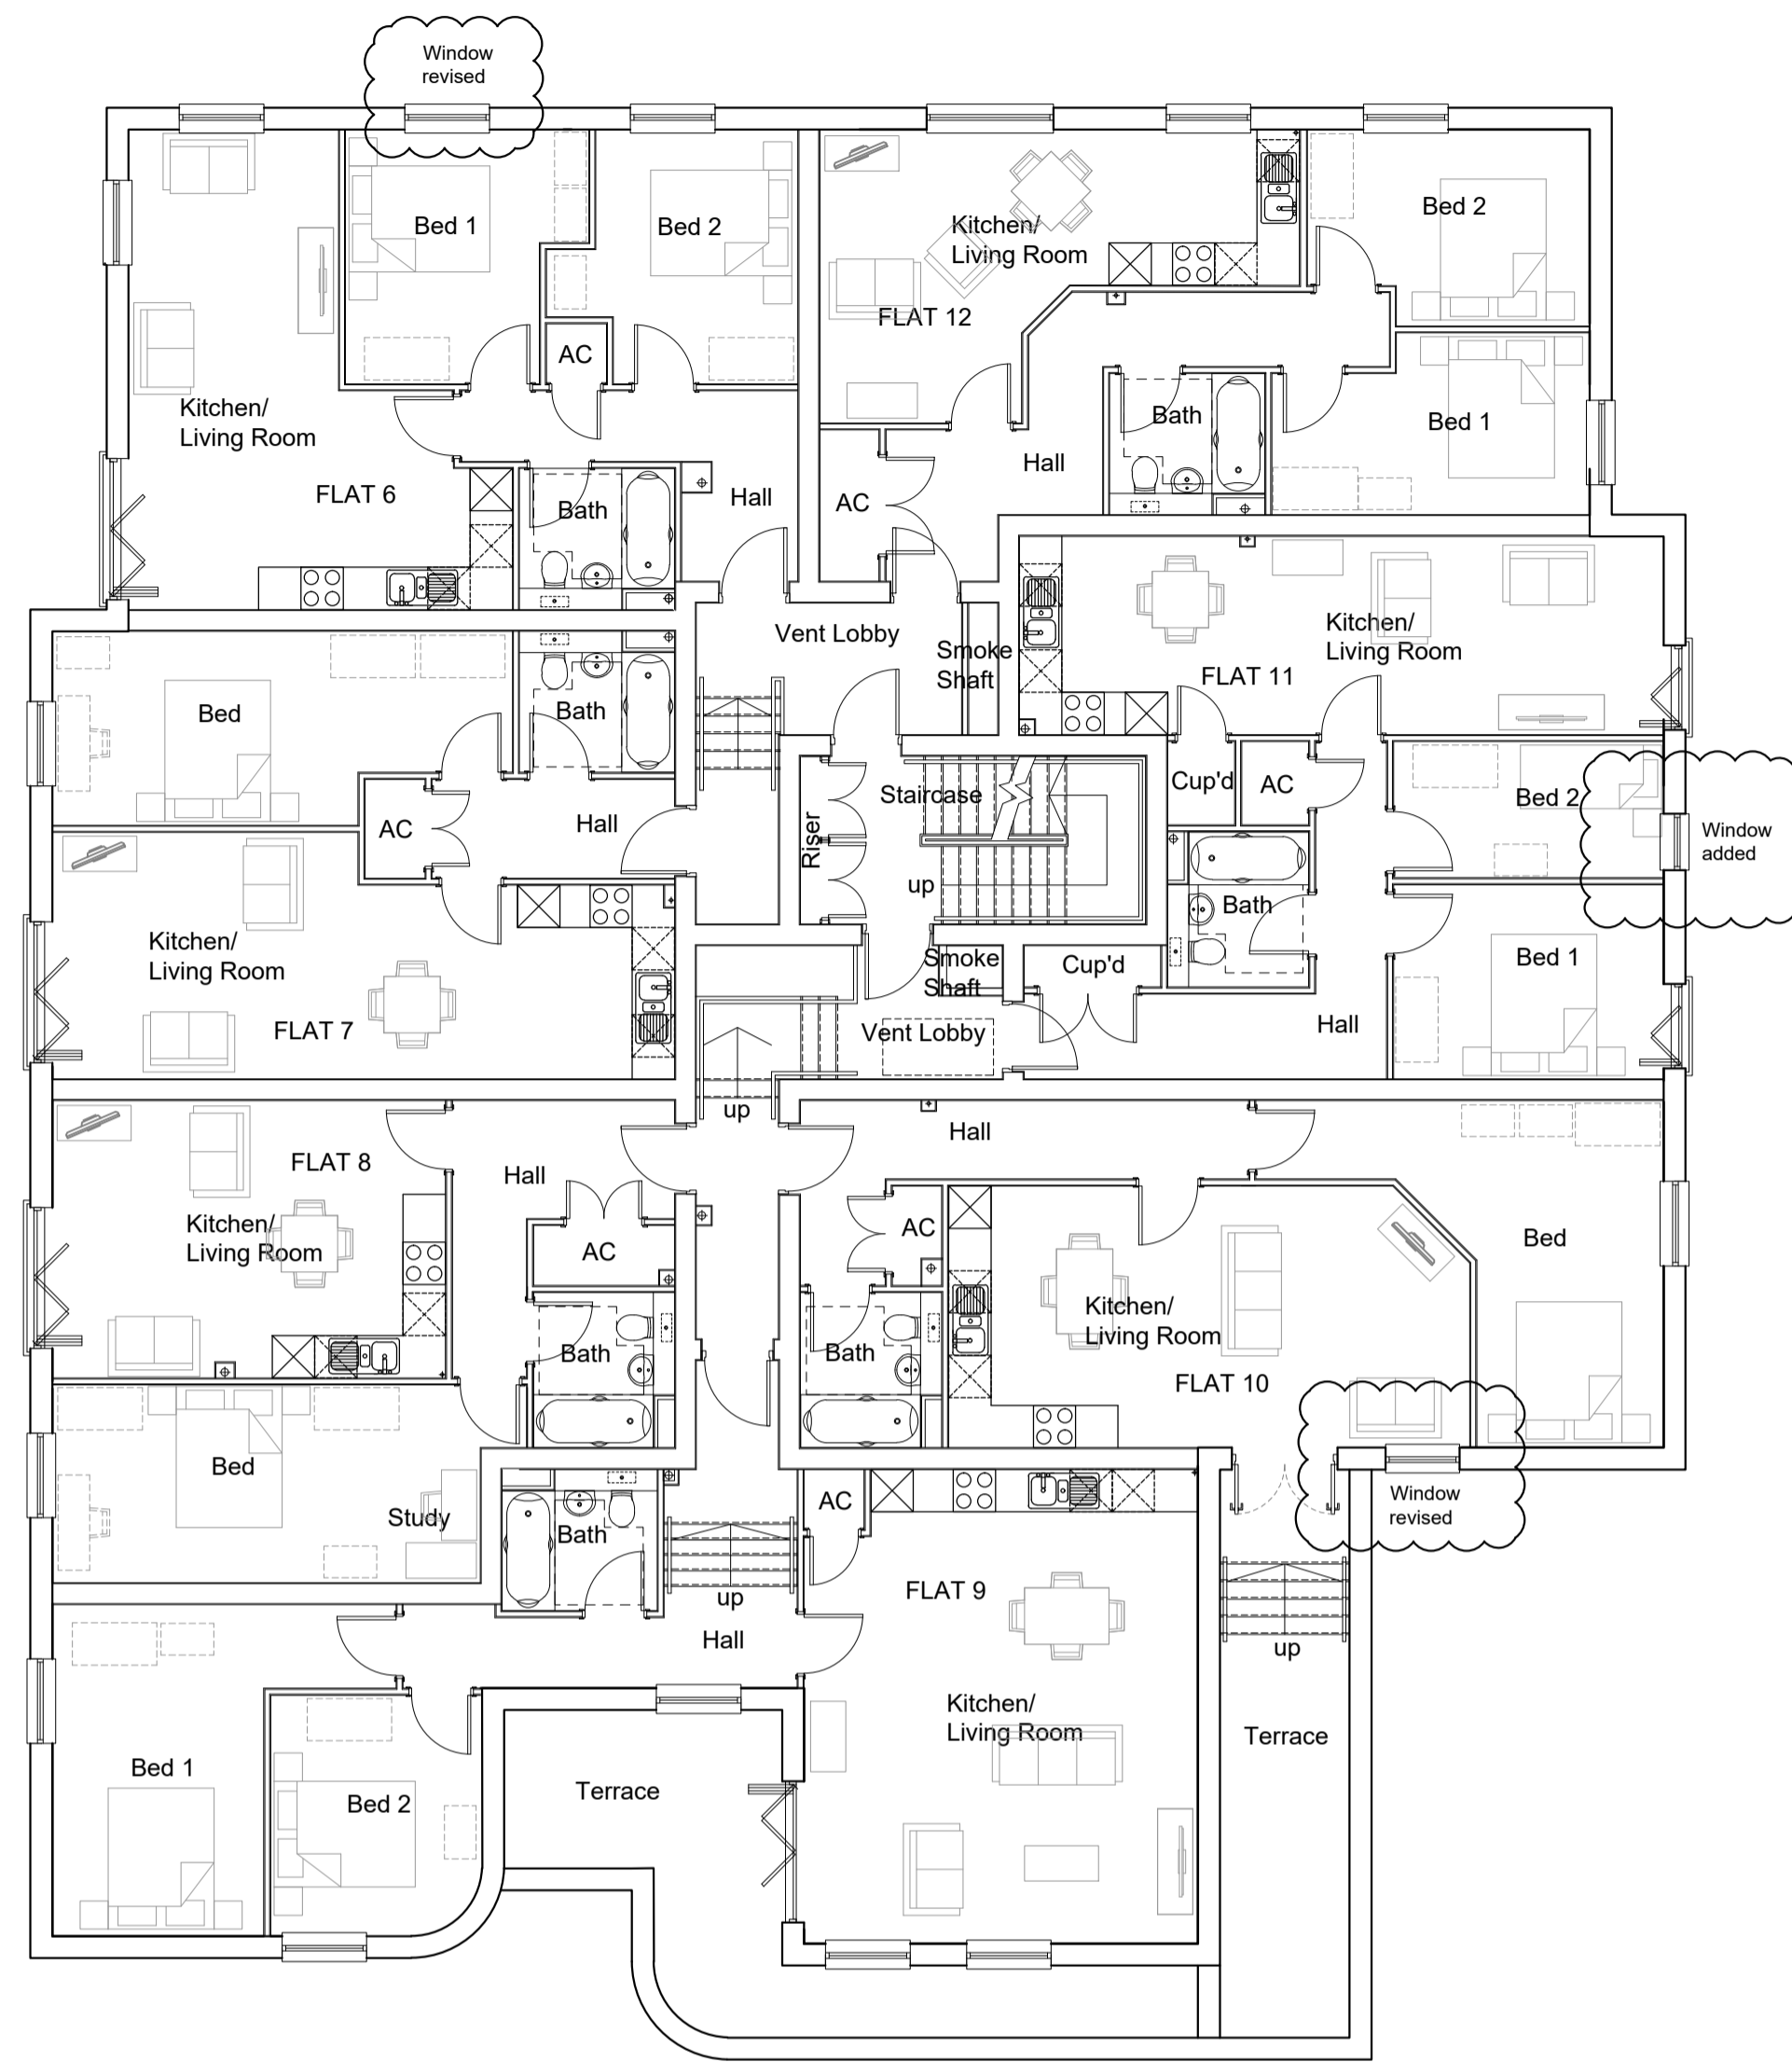 Window
revised
Bed 1
Bed 2
AC
Kitchen/
Living Room
FLAT 6
Bath
Hall
Kitchen/
Living Room
FLAT 12
Bed 2
Bed 1
Bath
Hall
AC
Vent Lobby
Smoke
Shaft
Kitchen/
Living Room
FLAT 11
Bed
Bath
AC
Hall
Riser
Staircase
up
Cup'd
AC
Bed 2
Window
added
Bath
Bed 1
Kitchen/
Living Room
FLAT 7
Smoke
Shaft
Cup'd
Vent Lobby
Hall
up
FLAT 8
Hall
Kitchen/
Living Room
AC
Bath
Bed
Study
Hall
AC
Bath
Kitchen/
Living Room
FLAT 10
Bed
Window
revised
Bath
up
Hall
AC
FLAT 9
Kitchen/
Living Room
up
Terrace
Bed 1
Bed 2
Terrace